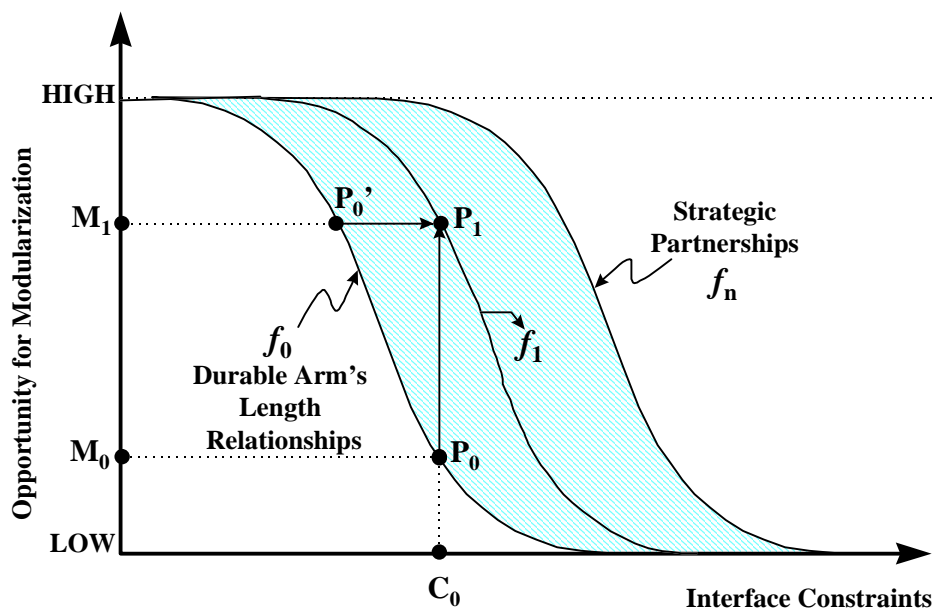 HIGH
Opportunity for Modularization
M₁
P₀’
P₁
Strategic
Partnerships
fₙ
f₀
Durable Arm’s
Length
Relationships
f₁
M₀
P₀
LOW
C₀
Interface Constraints